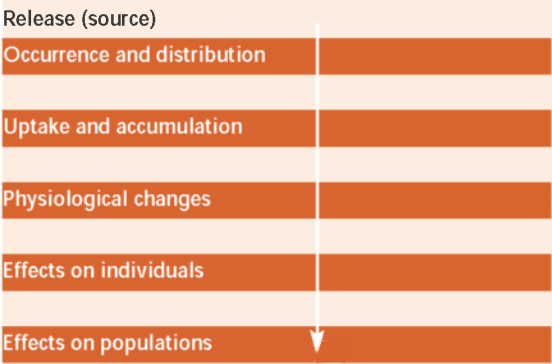 Release (source)
Occurrence and distribution
Uptake and accumulation
Physiological changes
Effects on individuals
Effects on populations